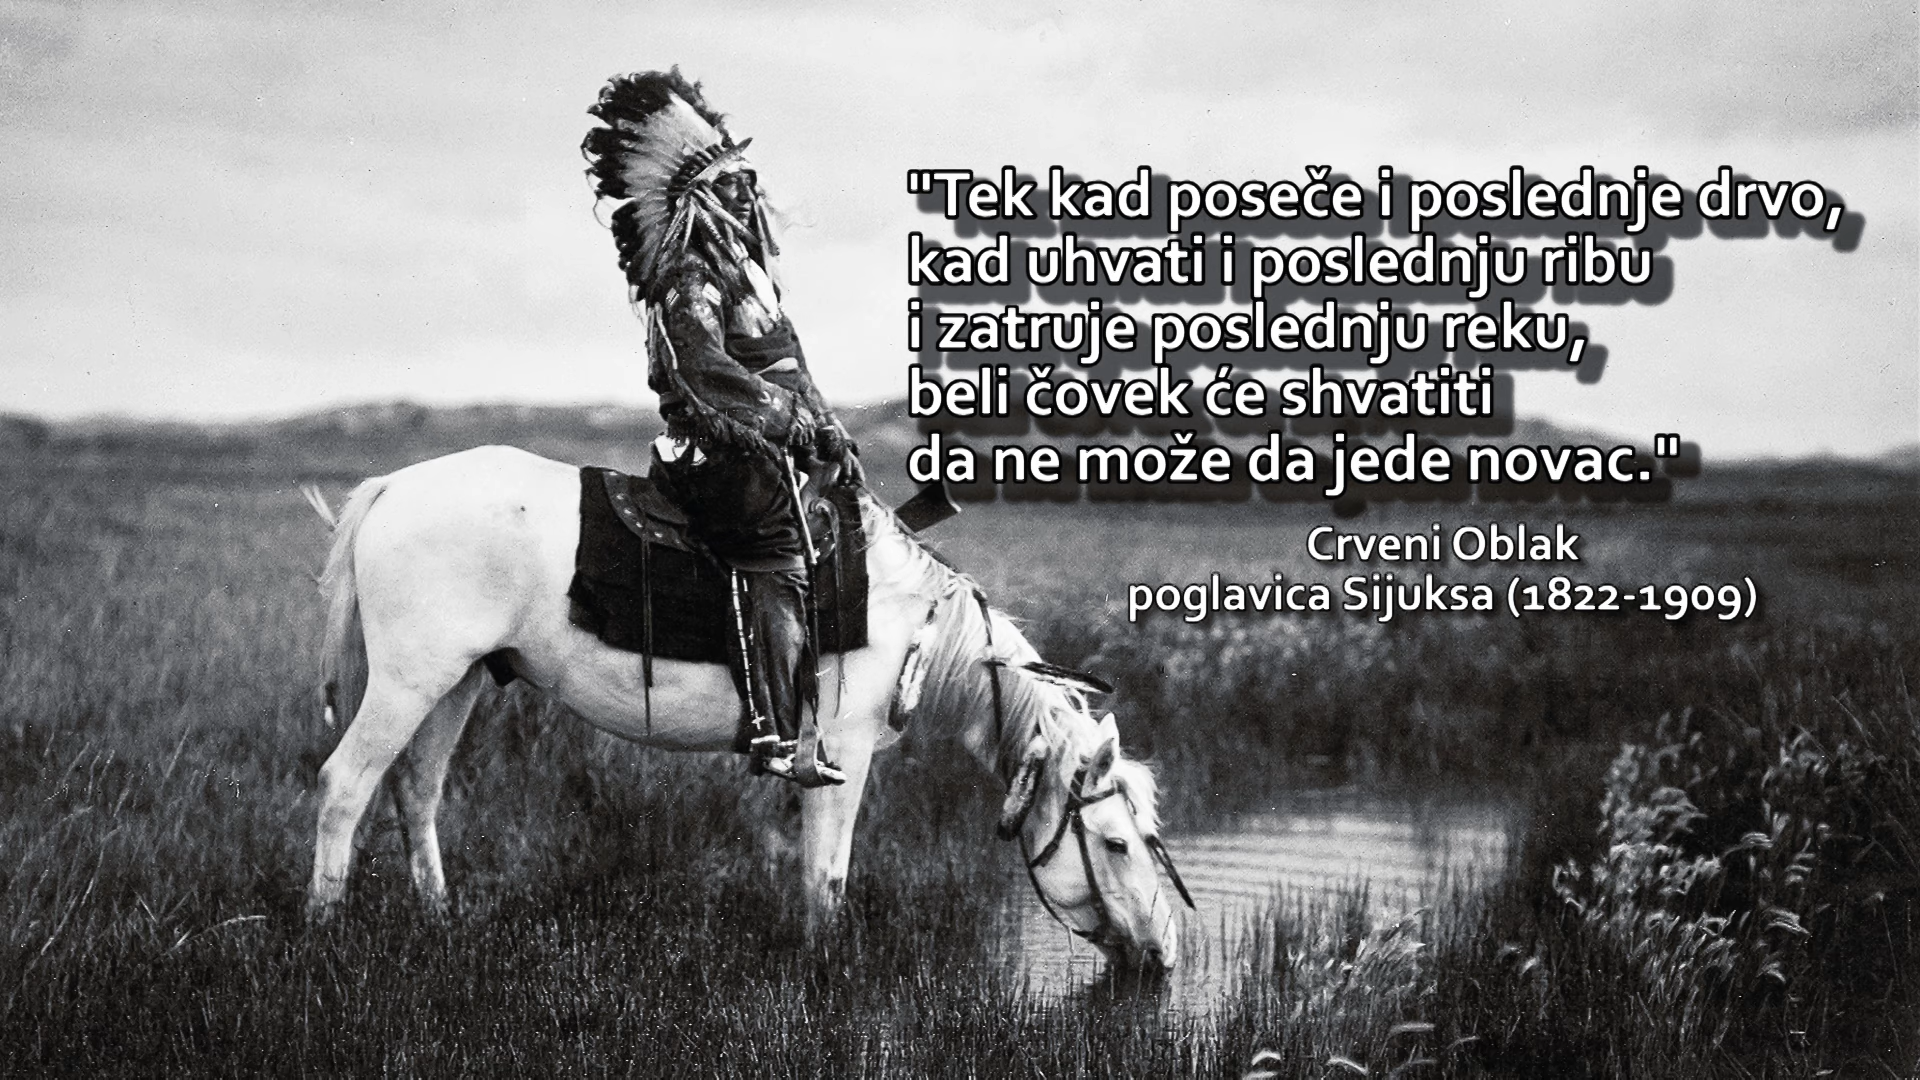 "Tek kad poseče i poslednje drvo,
kad uhvati i poslednju ribu
i zatruje poslednju reku,
beli čovek će shvatiti
da ne može da jede novac."
Crveni Oblak
poglavica Sijuksa (1822-1909)